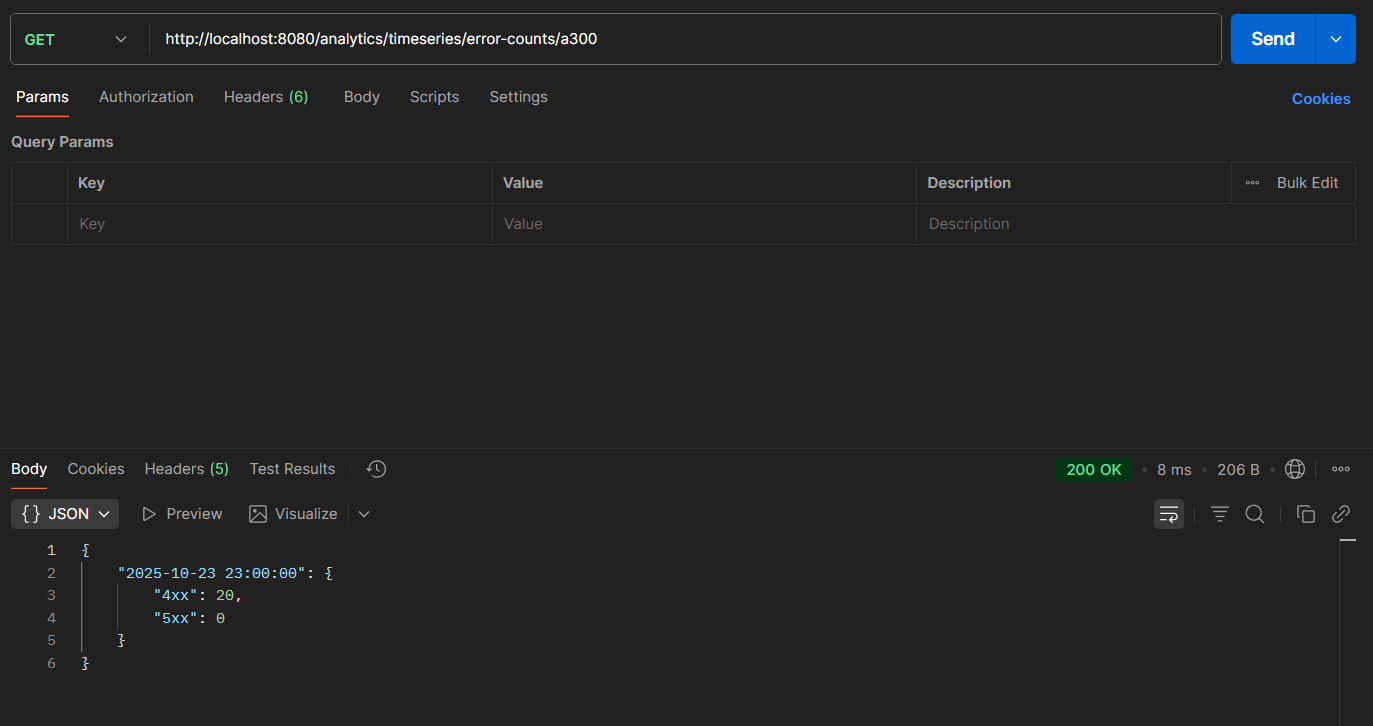 GET http://localhost:8080/analytics/timeseries/error-counts/a300 Send
Params Authorization Headers (6) Body Scripts Settings Cookies
Query Params
Key Value Description Bulk Edit
Key Value Description
Body Cookies Headers (5) Test Results 200 OK 8 ms 206 B
{} JSON Preview Visualize
1 {
2 "2025-10-23 23:00:00": {
3 "4xx": 20,
4 "5xx": 0
5 }
6 }